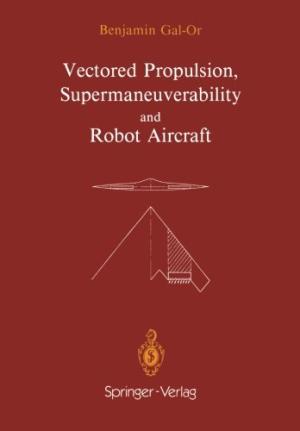 Benjamin Gal-Or
Vectored Propulsion,
Supermaneuverability
and
Robot Aircraft
Springer-Verlag